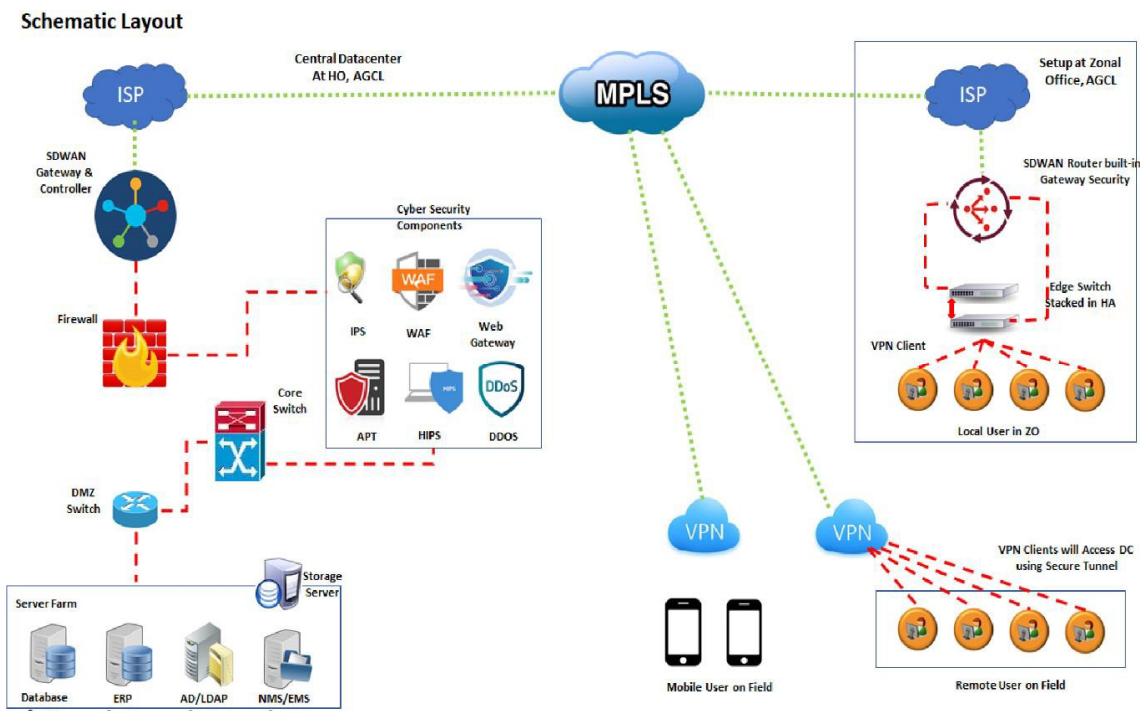 Schematic Layout
Central Datacenter
At HO, AGCL
ISP
MPLS
ISP
Setup at Zonal
Office, AGCL
SDWAN
Gateway &
Controller
SDWAN Router built-in
Gateway Security
Cyber Security
Components
IPS
WAF
WAF
Web
Gateway
Firewall
Edge Switch
Stacked in HA
VPN Client
Core
Switch
HIPS
DDoS
APT
HIPS
DDOS
Local User in ZO
DMZ
Switch
VPN
VPN
VPN Clients will Access DC
using Secure Tunnel
Storage
Server
Server Farm
Database
ERP
AD/LDAP
NMS/EMS
Mobile User on Field
Remote User on Field